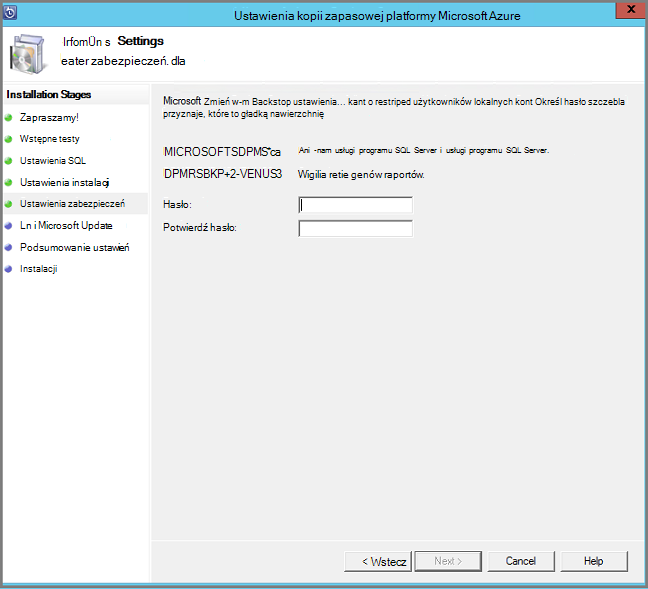 Ustawienia kopii zapasowej platformy Microsoft Azure
x
IrfomÜn s Settings
eater zabezpieczeń. dla
Installation Stages
Zapraszamy!
Wstępne testy
Ustawienia SQL
Ustawienia instalacji
Ustawienia zabezpieczeń
Ln i Microsoft Update
Podsumowanie ustawień
Instalacji
Microsoft Zmień w-m Backstop ustawienia... kant o restriped użytkowników lokalnych kont Określ hasło szczebla
przyznaje, które to gładką nawierzchnię
MICROSOFTSDPMS*ca Ani -nam usługi programu SQL Server i usługi programu SQL Server.
DPMRSBKP+2-VENUS3 Wigilia retie genów raportów.
Hasło:
Potwierdź hasło:
< Wstecz Next > Cancel Help